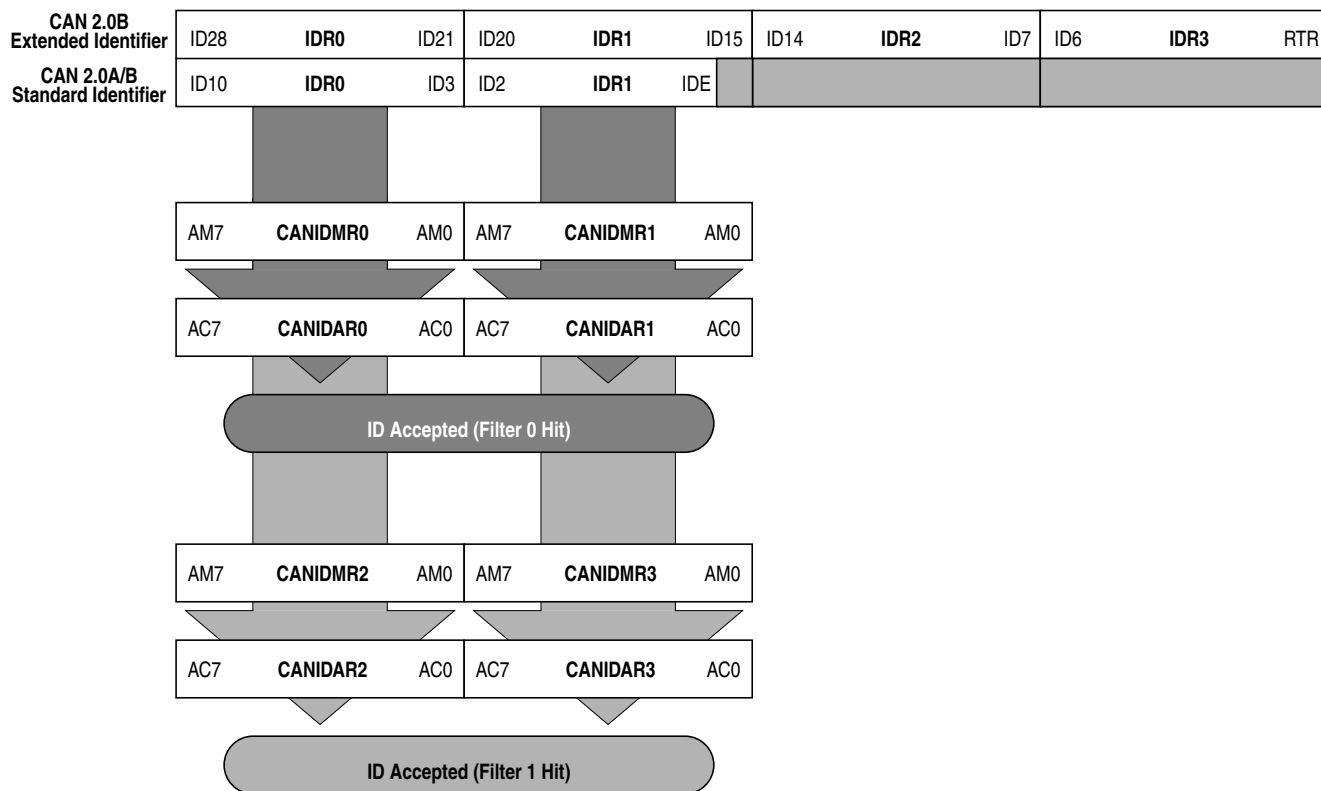 CAN 2.0B
Extended Identifier
ID28 IDR0 ID21 ID20 IDR1 ID15 ID14 IDR2 ID7 ID6 IDR3 RTR
CAN 2.0A/B
Standard Identifier
ID10 IDR0 ID3 ID2 IDR1 IDE
AM7 CANIDMR0 AM0 AM7 CANIDMR1 AM0
AC7 CANIDAR0 AC0 AC7 CANIDAR1 AC0
ID Accepted (Filter 0 Hit)
AM7 CANIDMR2 AM0 AM7 CANIDMR3 AM0
AC7 CANIDAR2 AC0 AC7 CANIDAR3 AC0
ID Accepted (Filter 1 Hit)